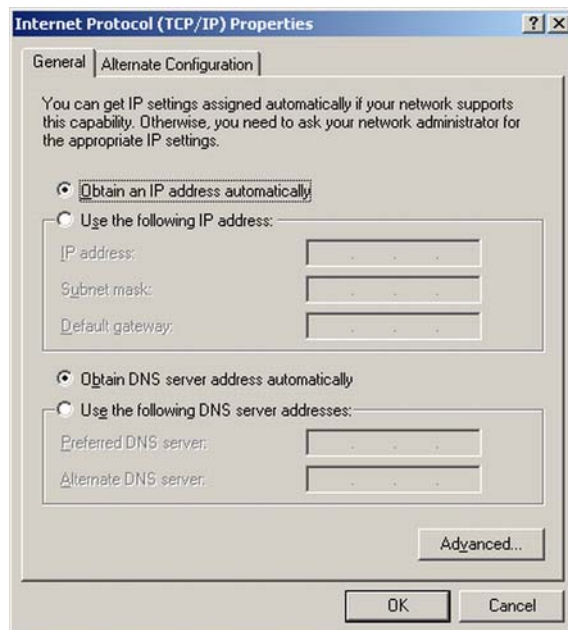 Internet Protocol (TCP/IP) Properties
General
Alternate Configuration
You can get IP settings assigned automatically if your network supports
this capability. Otherwise, you need to ask your network administrator for
the appropriate IP settings.
Obtain an IP address automatically
Use the following IP address:
IP address:
Subnet mask:
Default gateway:
Obtain DNS server address automatically
Use the following DNS server addresses:
Preferred DNS server:
Alternate DNS server:
Advanced...
OK
Cancel